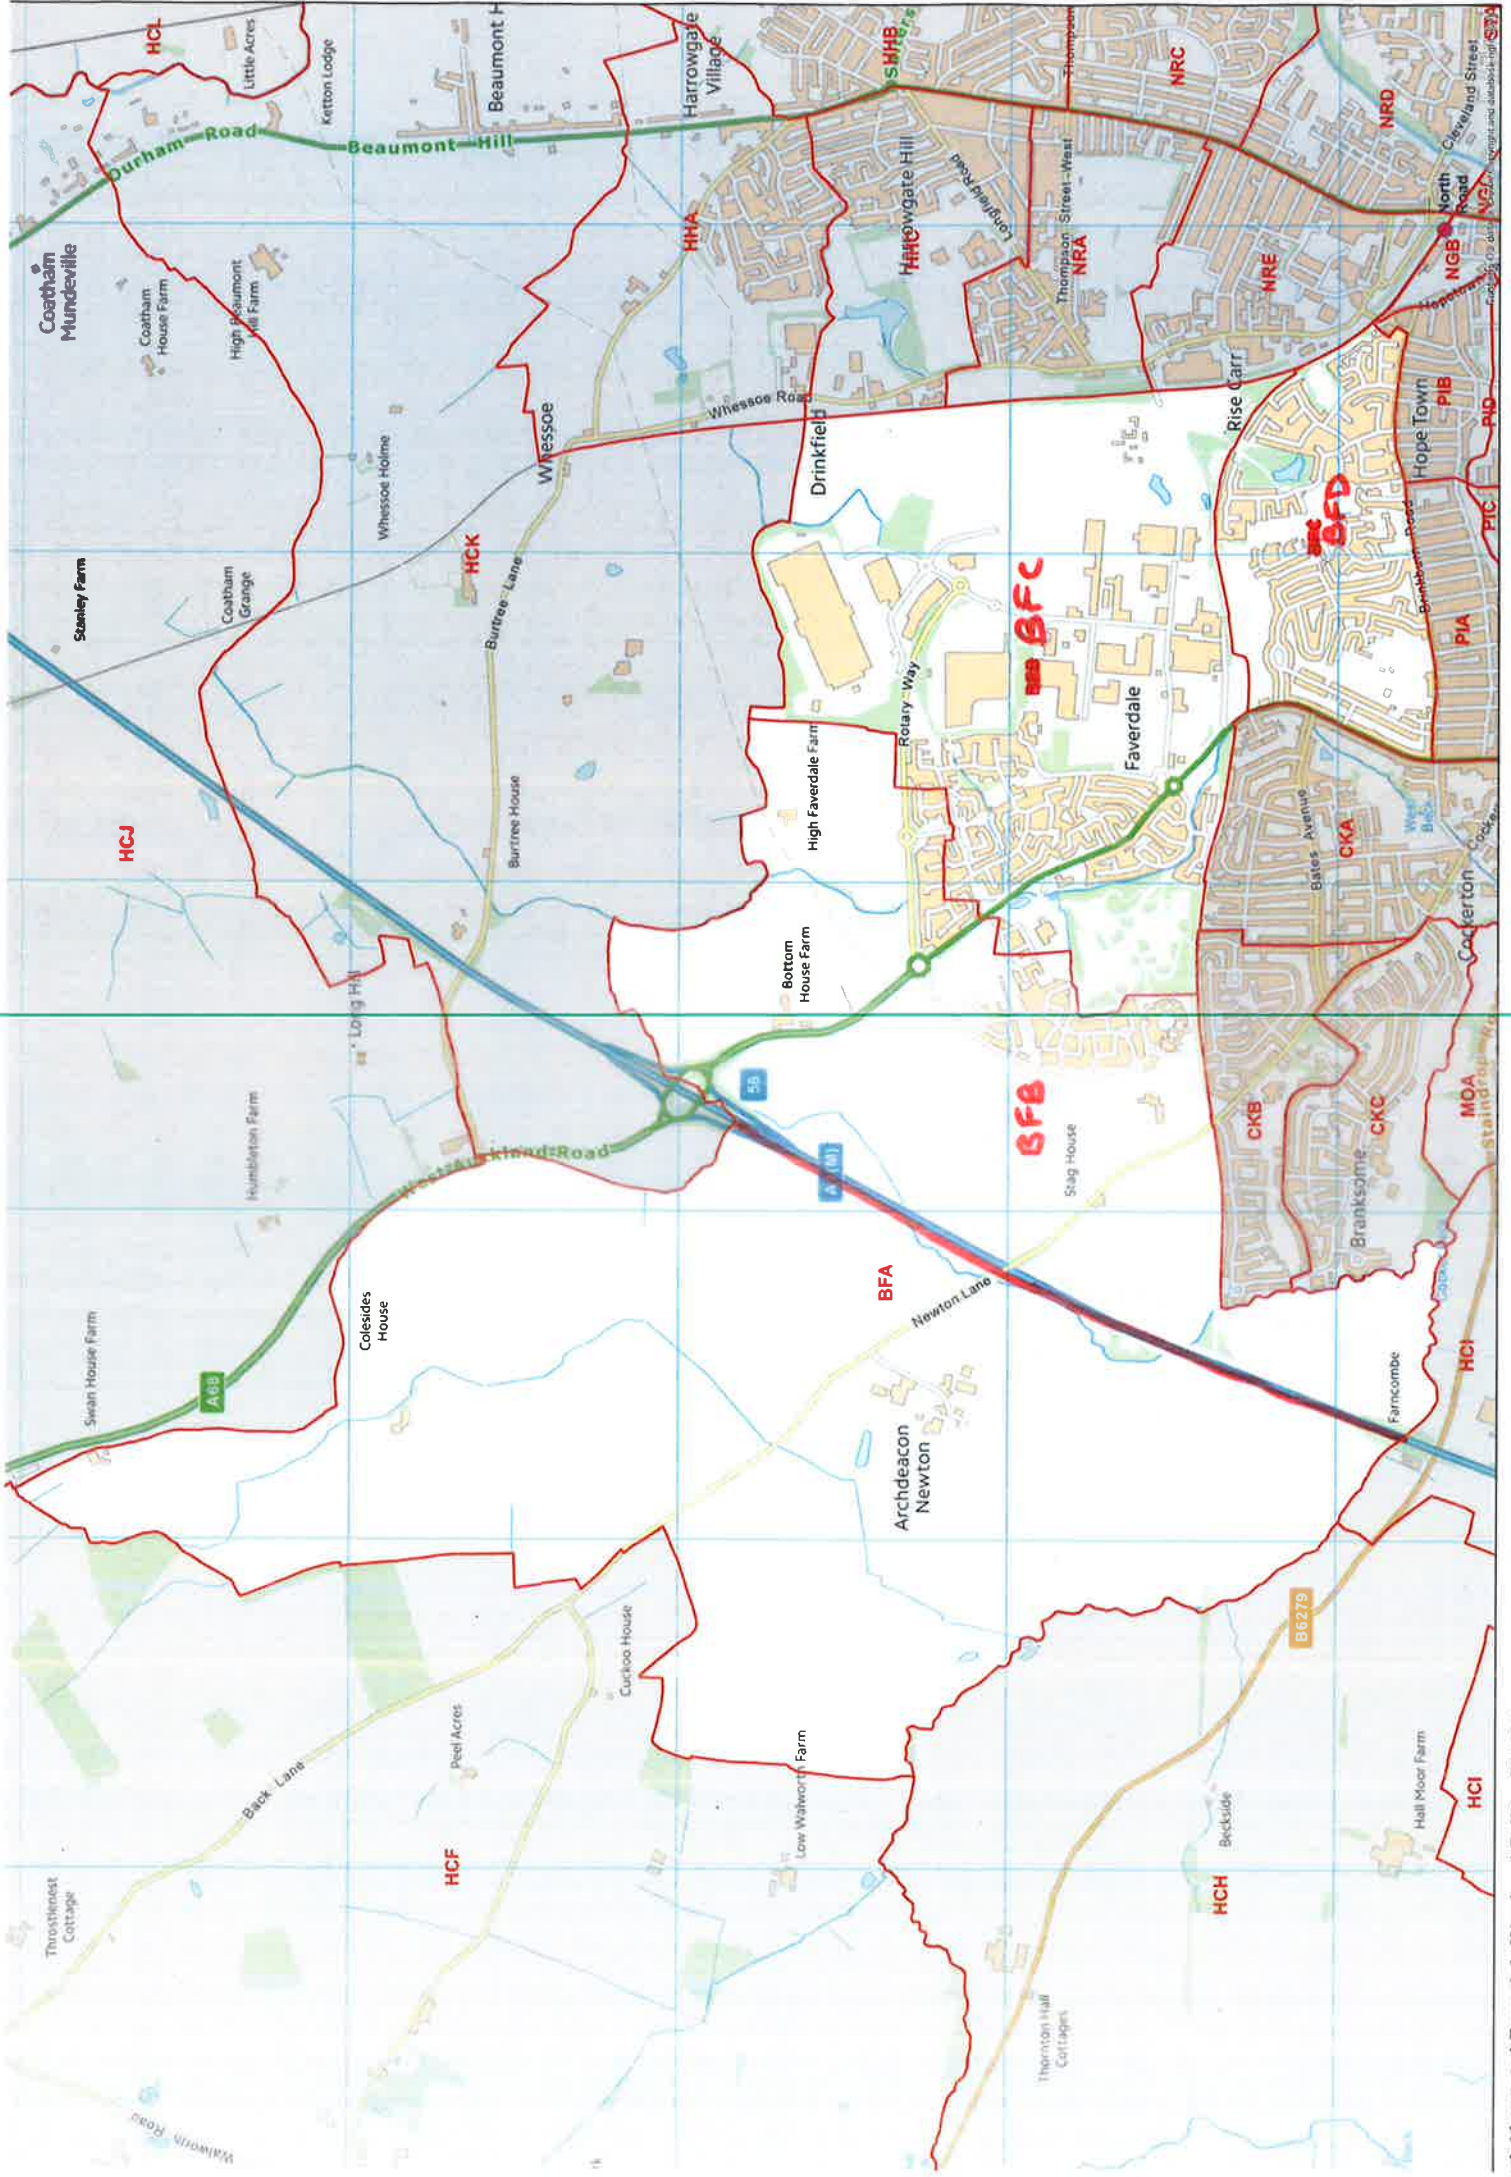 Coatham
Mundeville
HCL
Little Acres
Ketton Lodge
Beaumont H
Harrowgate
Village
HHB
Thompson
NRC
NRD
Cleveland Street
Durham Road
Beaumont Hill
Coatham
House Farm
High Beaumont
Hill Farm
HHA
Harrowgate Hill
HHC
Longfield Road
Thompson Street West
NRA
NRE
North
Road
NGB
Whessoe Holme
Whessoe
Whessoe Road
Drinkfield
Rise Carr
Hope Town
PIB
PID
Stanley Farm
Coatham
Grange
HCK
Burtree Lane
BFC
BFD
PIC
Rotary Way
PIA
Faverdale
HCJ
Burtree House
High Faverdale Farm
Bates Avenue
CKA
West
Beck
Cockerton
Long Hill
Bottom
House Farm
Humbleton Farm
West Auckland Road
58
A1(M)
BFB
Stag House
CKB
CKC
MOA
Staindrop R
Branksome
Swan House Farm
A68
Colesides
House
BFA
Newton Lane
Farncombe
HCI
Archdeacon
Newton
Cuckoo House
B6279
Back Lane
Peel Acres
HCF
Low Walworth Farm
Beckside
Hall Moor Farm
HCI
HCH
Throstlenest
Cottage
Thornton Hall
Cottages
Walworth Road